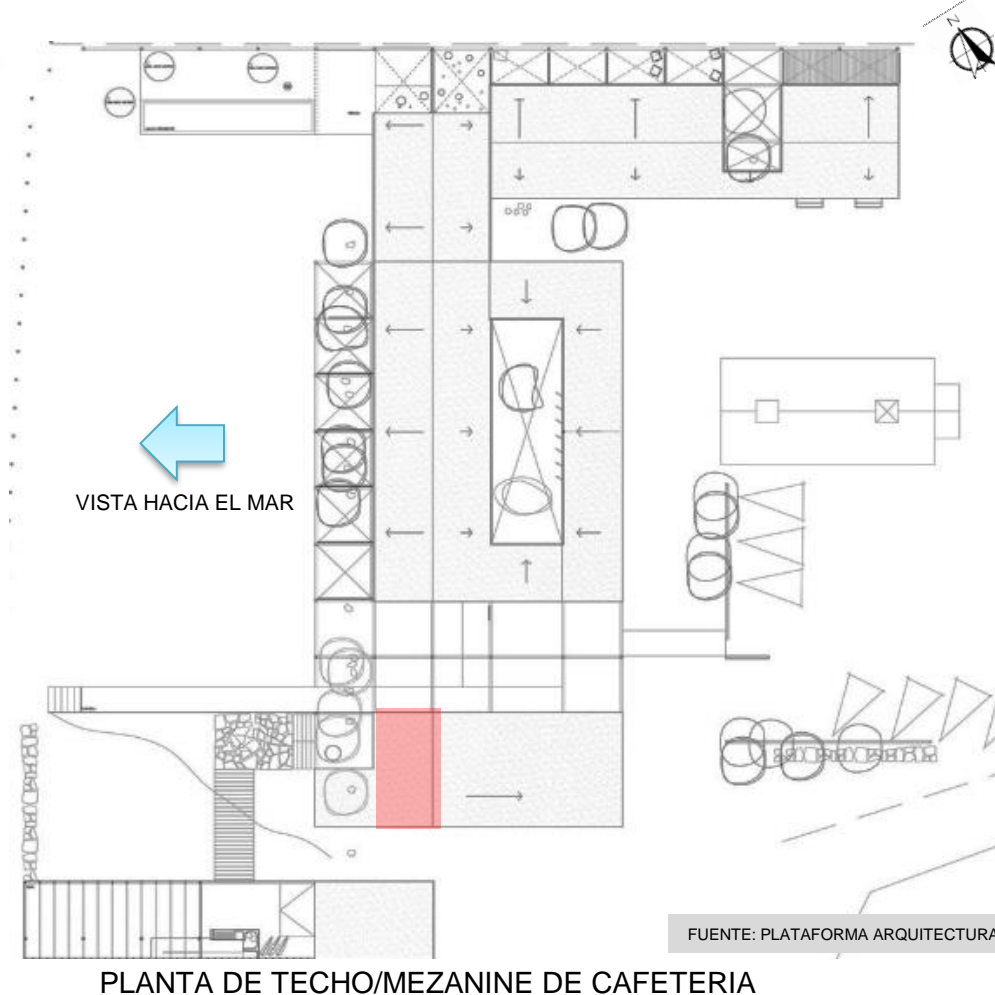 N
VISTA HACIA EL MAR
FUENTE: PLATAFORMA ARQUITECTURA
PLANTA DE TECHO/MEZANINE DE CAFETERIA